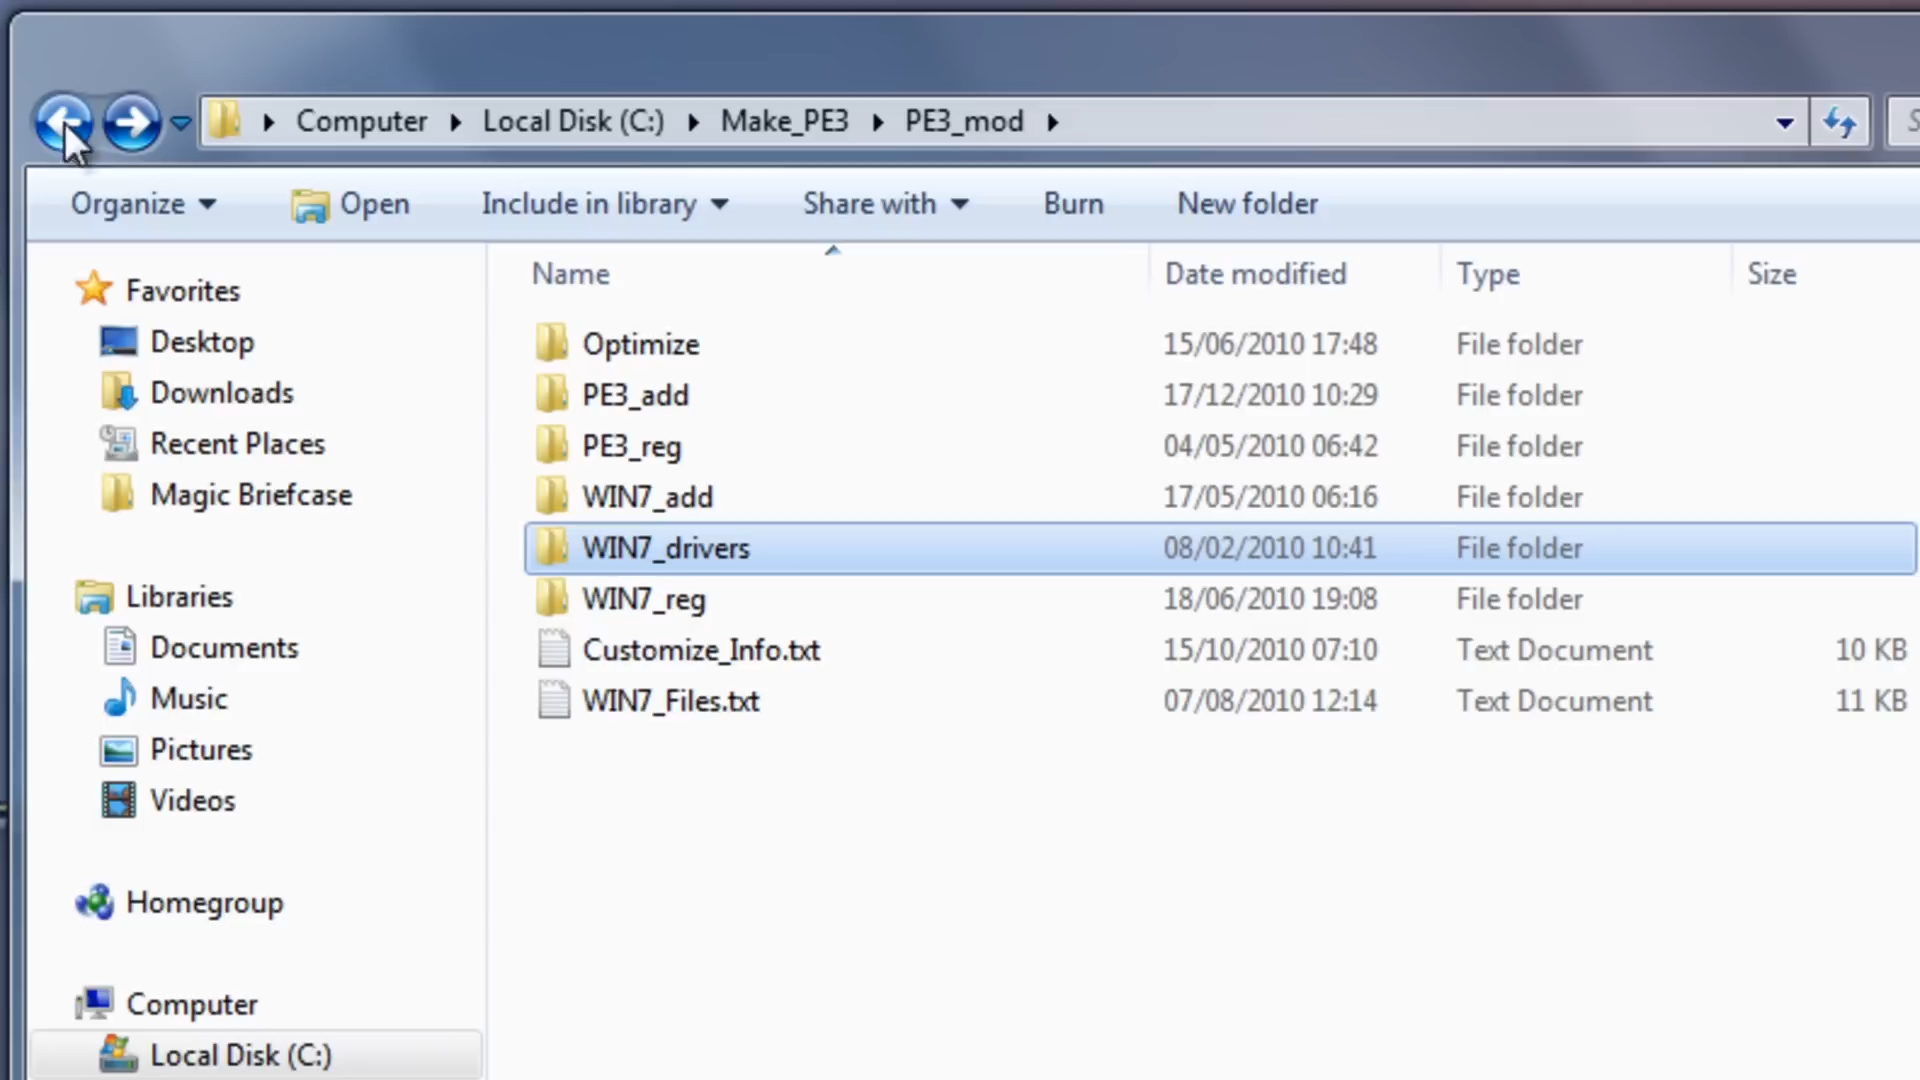 Computer Local Disk (C:) Make_PE3 PE3_mod
Organize Open Include in library Share with Burn New folder
Name Date modified Type Size
Favorites
Desktop
Downloads
Recent Places
Magic Briefcase
Libraries
Documents
Music
Pictures
Videos
Homegroup
Computer
Local Disk (C:)
Optimize 15/06/2010 17:48 File folder
PE3_add 17/12/2010 10:29 File folder
PE3_reg 04/05/2010 06:42 File folder
WIN7_add 17/05/2010 06:16 File folder
WIN7_drivers 08/02/2010 10:41 File folder
WIN7_reg 18/06/2010 19:08 File folder
Customize_Info.txt 15/10/2010 07:10 Text Document 10 KB
WIN7_Files.txt 07/08/2010 12:14 Text Document 11 KB